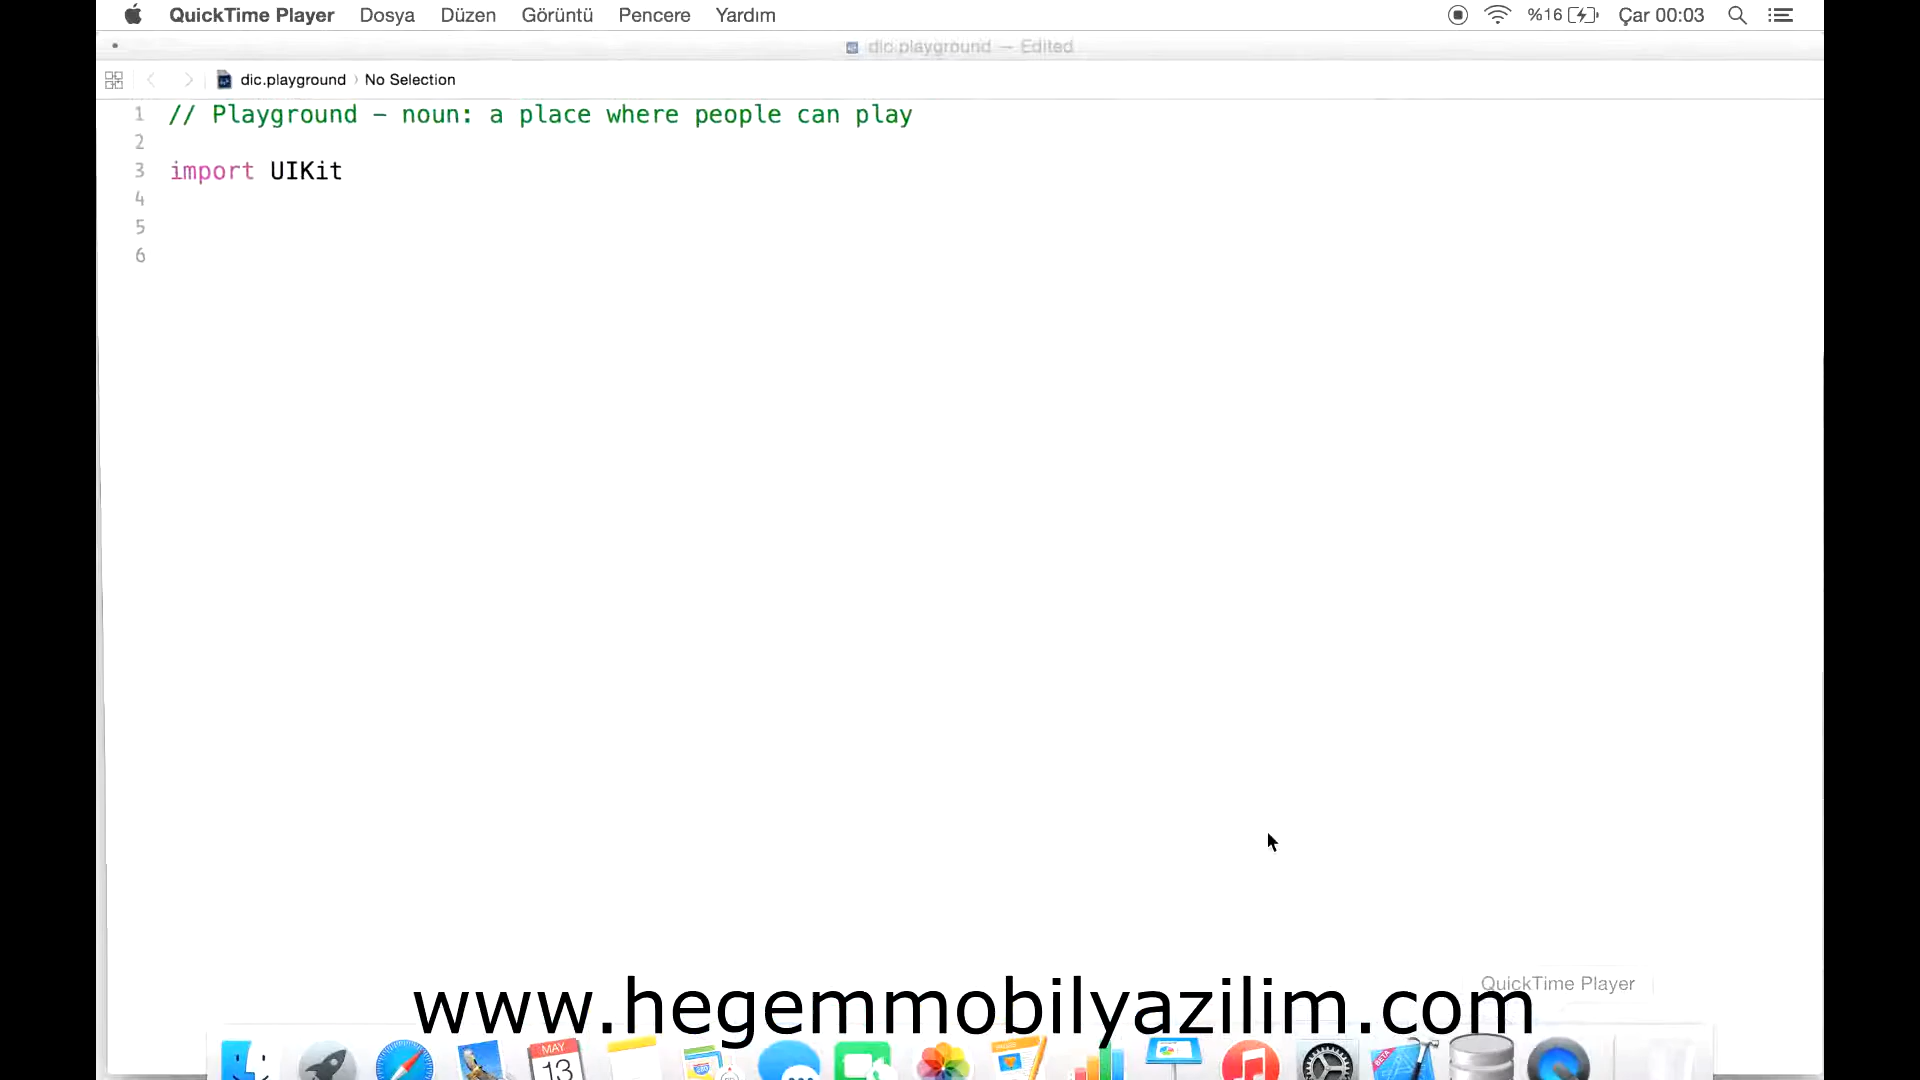 QuickTime Player Dosya Düzen Görüntü Pencere Yardım %16 Çar 00:03
dic.playground — Edited
dic.playground › No Selection
1 // Playground - noun: a place where people can play
2
3 import UIKit
4
5
6
QuickTime Player
www.hegemmobilyazilim.com
MAY
13
PAGES
BETA